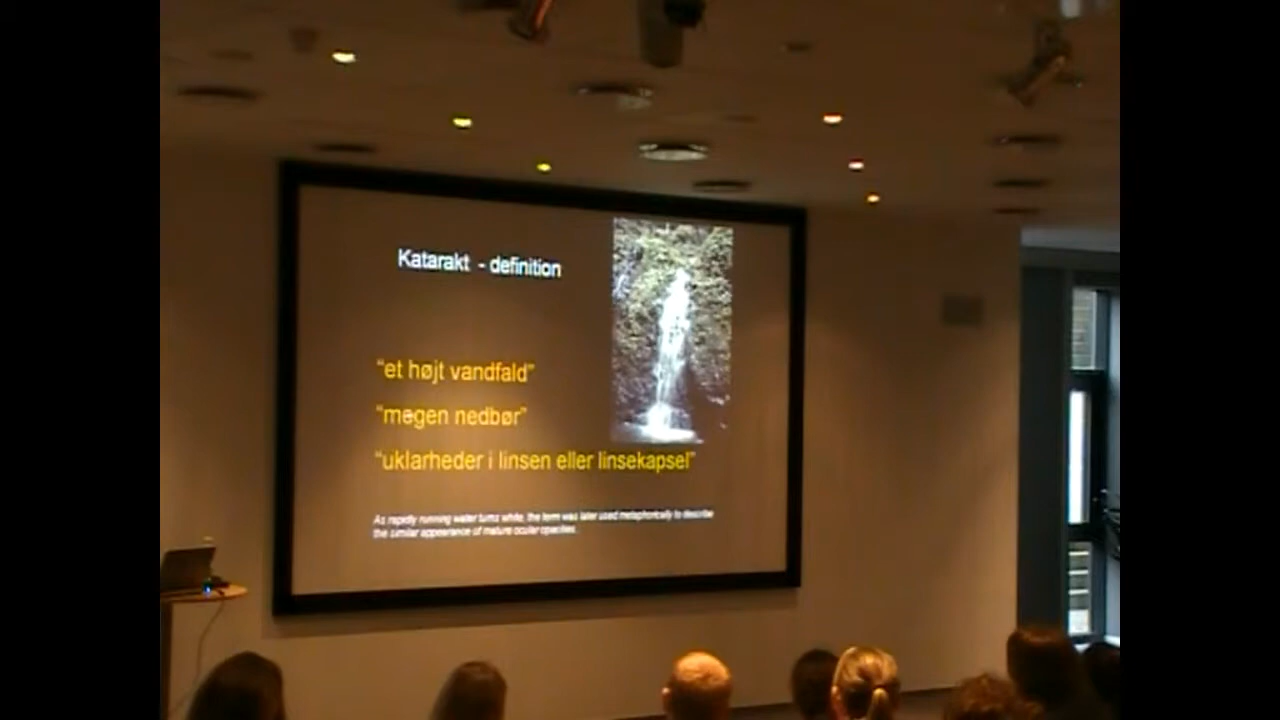 Katarakt - definition
"et højt vandfald"
"megen nedbør"
"uklarheder i linsen eller linsekapsel"
As rapidly running water turns white, the term was later used metaphorically to describe
the similar appearance of mature ocular opacities.